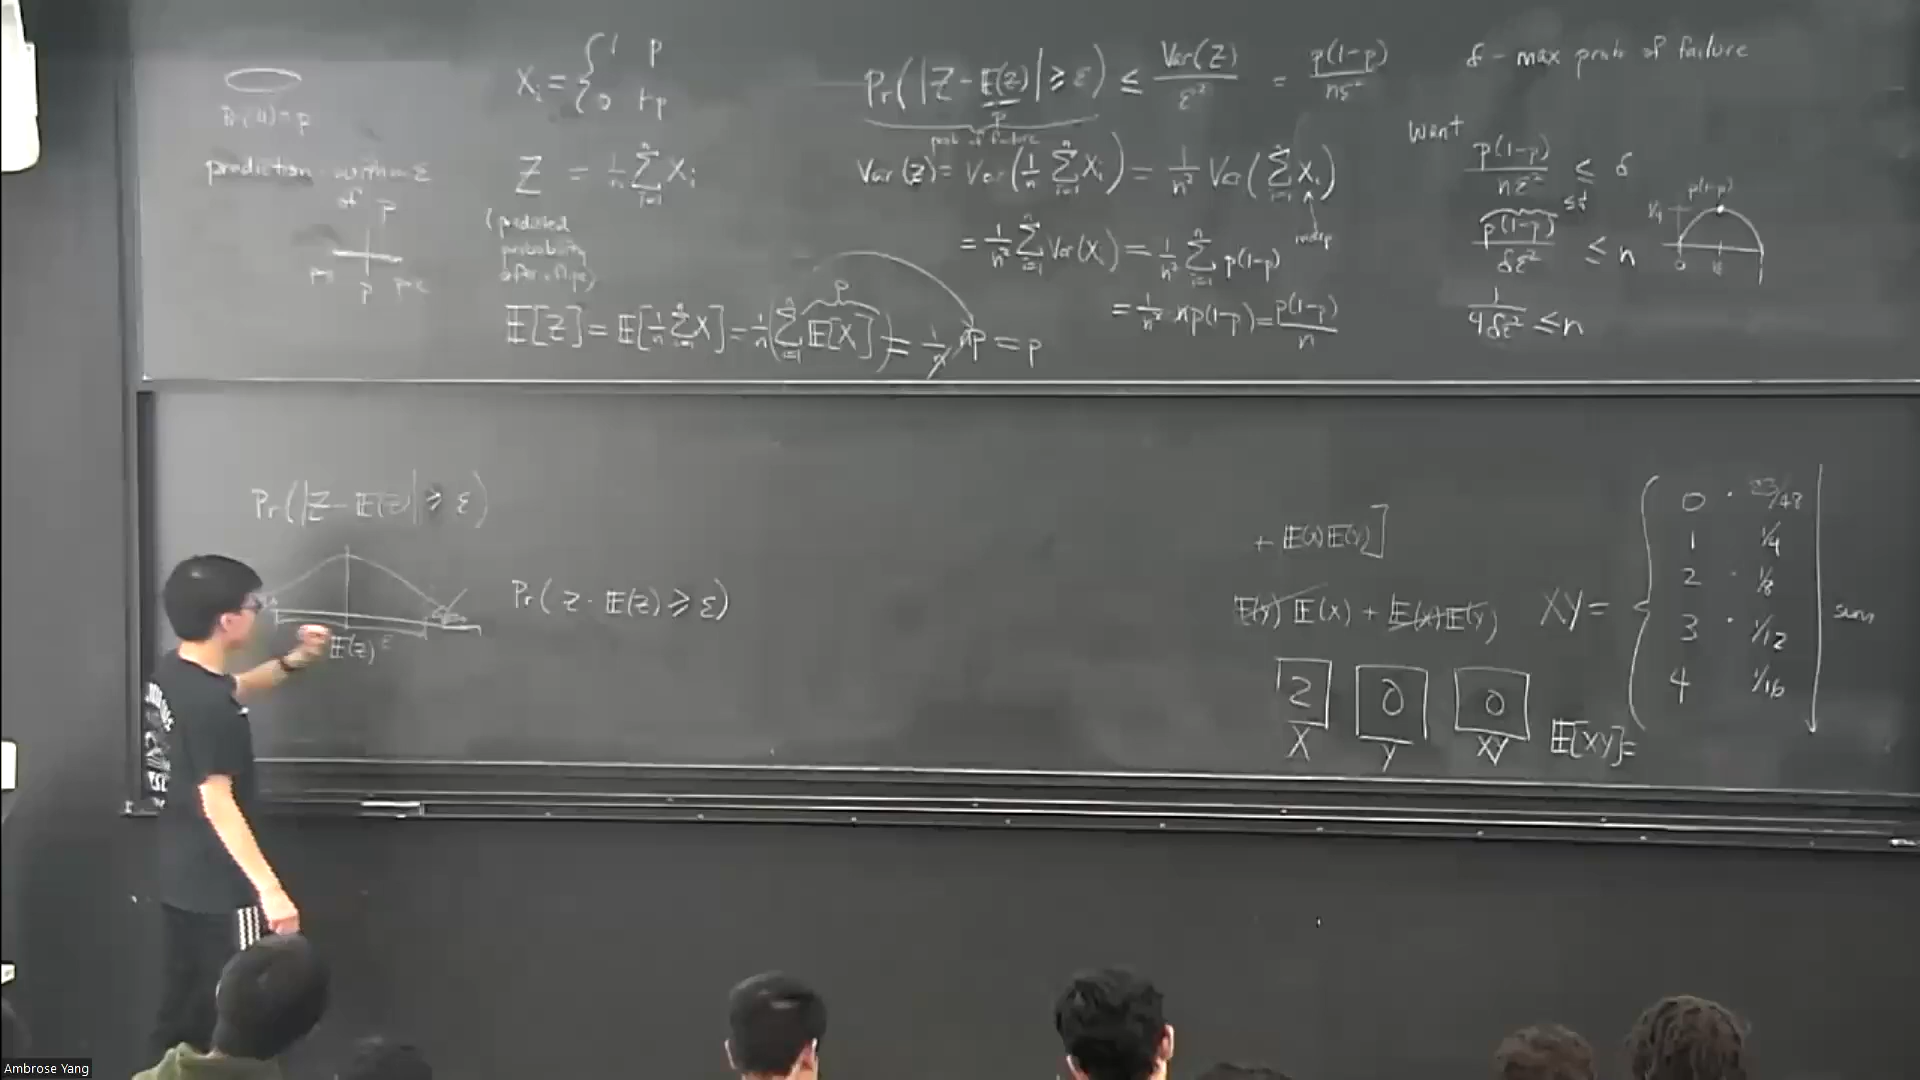 Pr(H) = p
prediction within ε
of p
p-ε p p+ε
X_i = { 1 p
0 1-p
Z = 1/n Σ_{i=1}^{n} X_i
(predicted
probability
after n flips)
E[Z] = E[1/n Σ_{i=1}^{n} X_i] = 1/n (Σ_{i=1}^{n} E[X_i]) = 1/n · np = p
p
Pr(|Z - E(Z)| ≥ ε) ≤ Var(Z)/ε² = p(1-p)/nε²
p
prob of failure
Var(Z) = Var(1/n Σ_{i=1}^{n} X_i) = 1/n² Var(Σ_{i=1}^{n} X_i)
indep
= 1/n² Σ_{i=1}^{n} Var(X_i) = 1/n² Σ_{i=1}^{n} p(1-p)
= 1/n² · np(1-p) = p(1-p)/n
δ - max prob of failure
Want
p(1-p)/nε² ≤ δ
p(1-p)/δε² ≤ n
1/4δε² ≤ n
p(1-p)
1/4
0 1/2 1
Pr(|Z - E(Z)| ≥ ε)
E(Z) ε
Pr(Z - E(Z) ≥ ε)
+ E(X)E(Y)]
E(Y) E(X) + E(X)E(Y)
2 0 0
X Y XY
XY =
0 · 23/48
1 1/4
2 · 1/8
3 · 1/12
4 1/16
sum
E[XY] =
Ambrose Yang